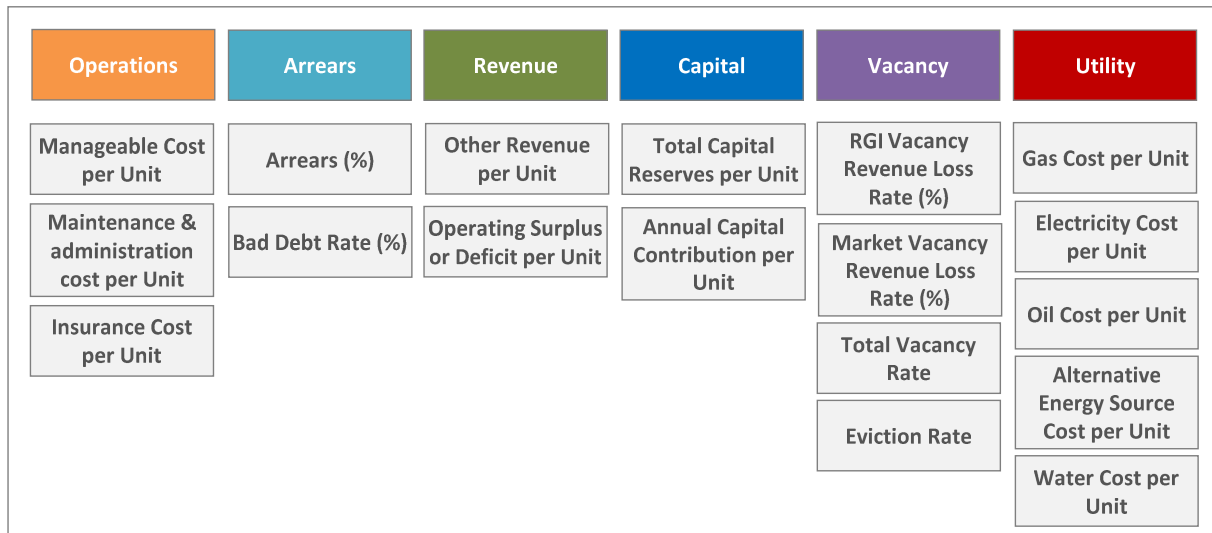 Operations
Arrears
Revenue
Capital
Vacancy
Utility
Manageable Cost
per Unit
Maintenance &
administration
cost per Unit
Insurance Cost
per Unit
Arrears (%)
Bad Debt Rate (%)
Other Revenue
per Unit
Operating Surplus
or Deficit per Unit
Total Capital
Reserves per Unit
Annual Capital
Contribution per
Unit
RGI Vacancy
Revenue Loss
Rate (%)
Market Vacancy
Revenue Loss
Rate (%)
Total Vacancy
Rate
Eviction Rate
Gas Cost per Unit
Electricity Cost
per Unit
Oil Cost per Unit
Alternative
Energy Source
Cost per Unit
Water Cost per
Unit